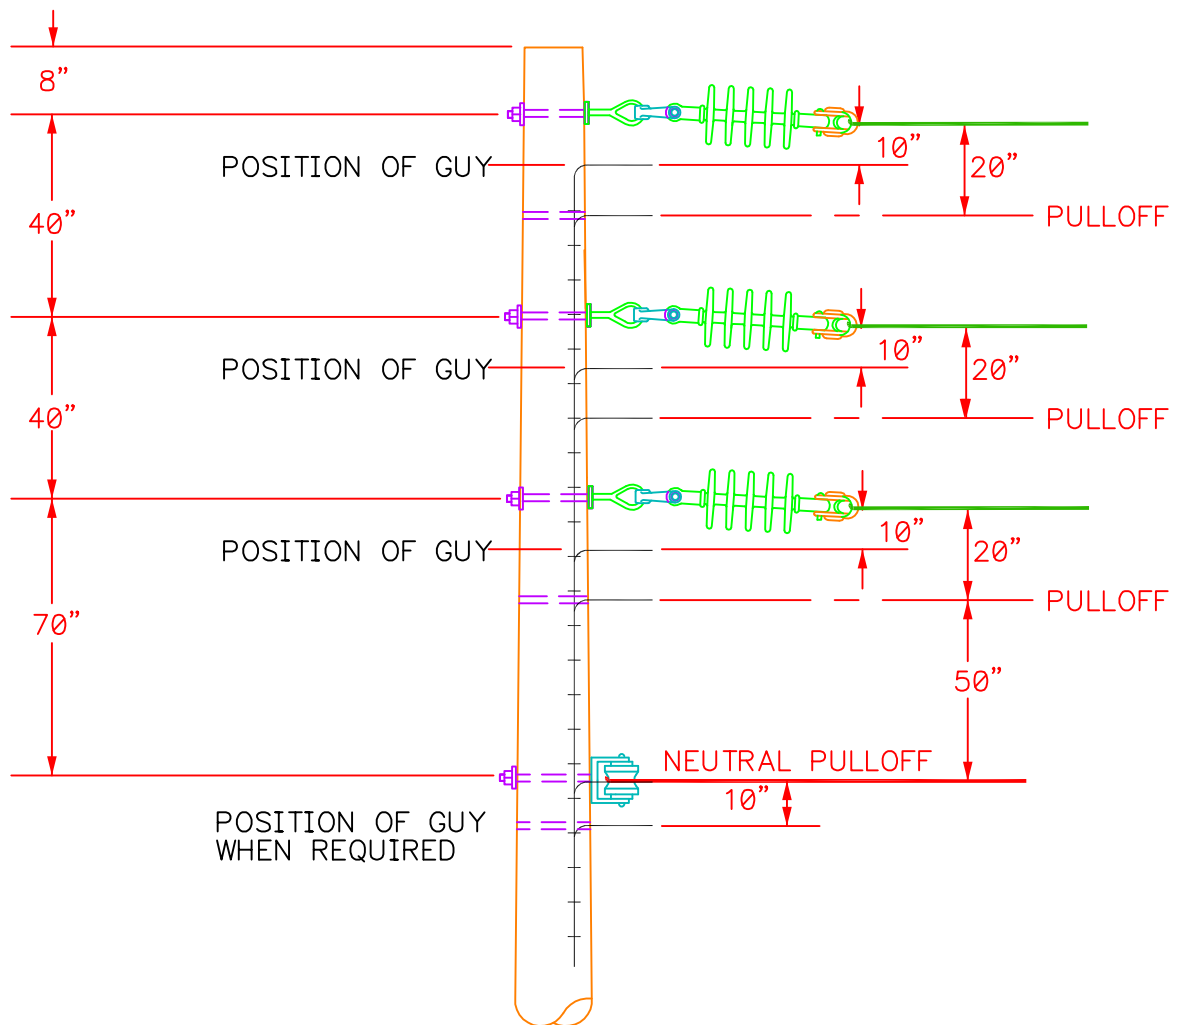 8”
10”
POSITION OF GUY
20”
PULLOFF
40”
10”
POSITION OF GUY
20”
40”
PULLOFF
10”
POSITION OF GUY
20”
PULLOFF
70”
50”
NEUTRAL PULLOFF
10”
POSITION OF GUY
WHEN REQUIRED